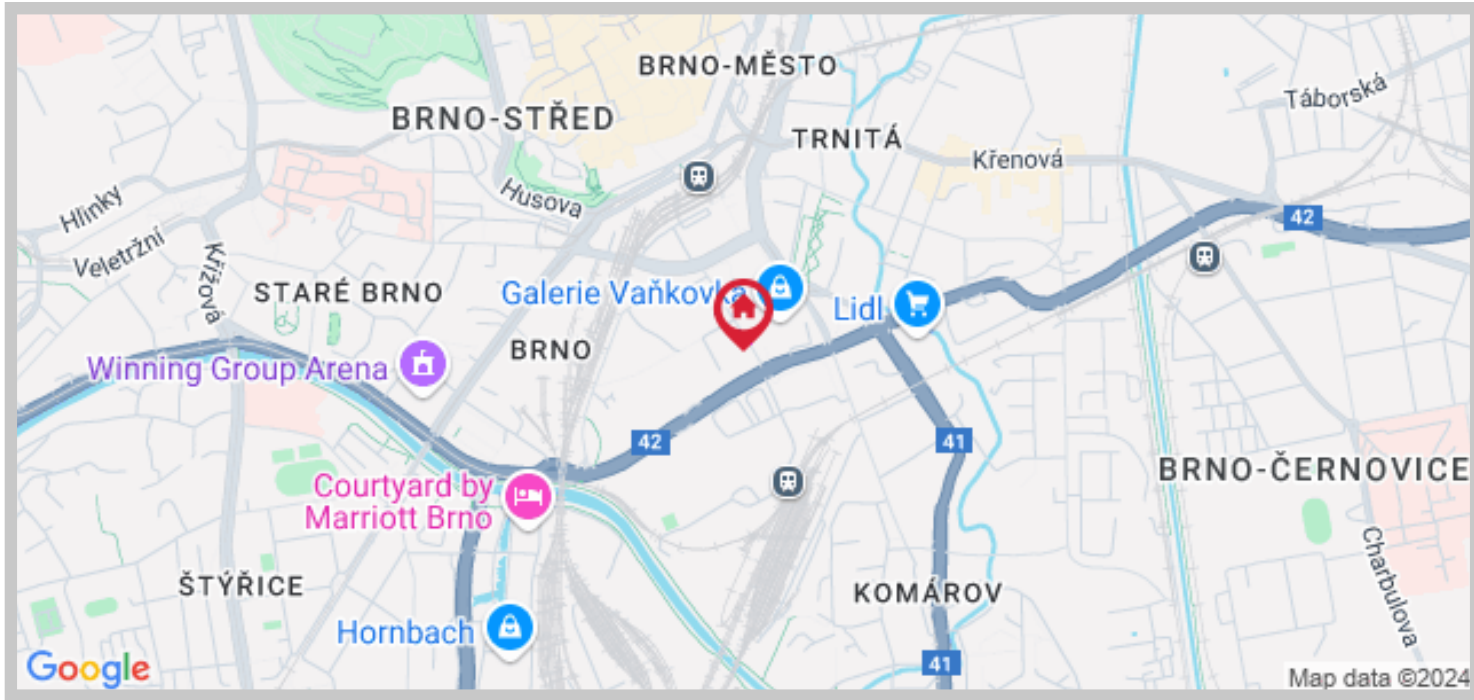 BRNO-MĚSTO
Táborská
BRNO-STŘED
TRNITÁ
Křenová
Husova
Hlinky
42
Veletržní
Křížová
STARÉ BRNO
Galerie Vaňkovka
Lidl
BRNO
Winning Group Arena
42
41
BRNO-ČERNOVICE
Courtyard by
Marriott Brno
ŠTÝŘICE
KOMÁROV
Charbulova
Hornbach
41
Google
Map data ©2024